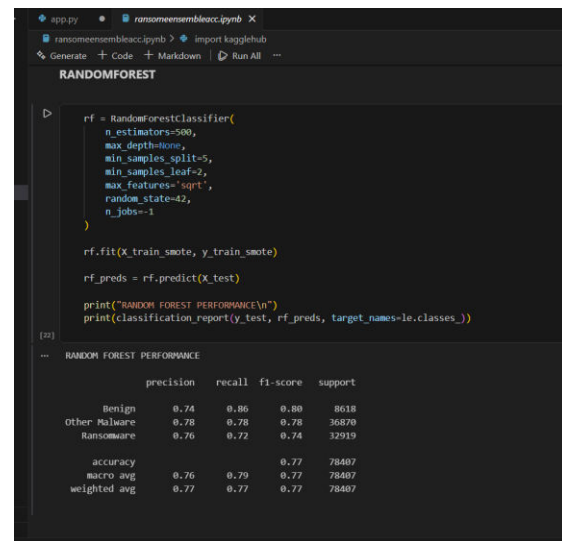 app.py ● ransomeensembleacc.ipynb ×
ransomeensembleacc.ipynb > import kagglehub
Generate + Code + Markdown | Run All ...
RANDOMFOREST
rf = RandomForestClassifier(
n_estimators=500,
max_depth=None,
min_samples_split=5,
min_samples_leaf=2,
max_features='sqrt',
random_state=42,
n_jobs=-1
)
rf.fit(X_train_smote, y_train_smote)
rf_preds = rf.predict(X_test)
print("RANDOM FOREST PERFORMANCE\n")
print(classification_report(y_test, rf_preds, target_names=le.classes_))
[22]
... RANDOM FOREST PERFORMANCE
precision recall f1-score support
Benign 0.74 0.86 0.80 8618
Other Malware 0.78 0.78 0.78 36870
Ransomware 0.76 0.72 0.74 32919
accuracy 0.77 78407
macro avg 0.76 0.79 0.77 78407
weighted avg 0.77 0.77 0.77 78407